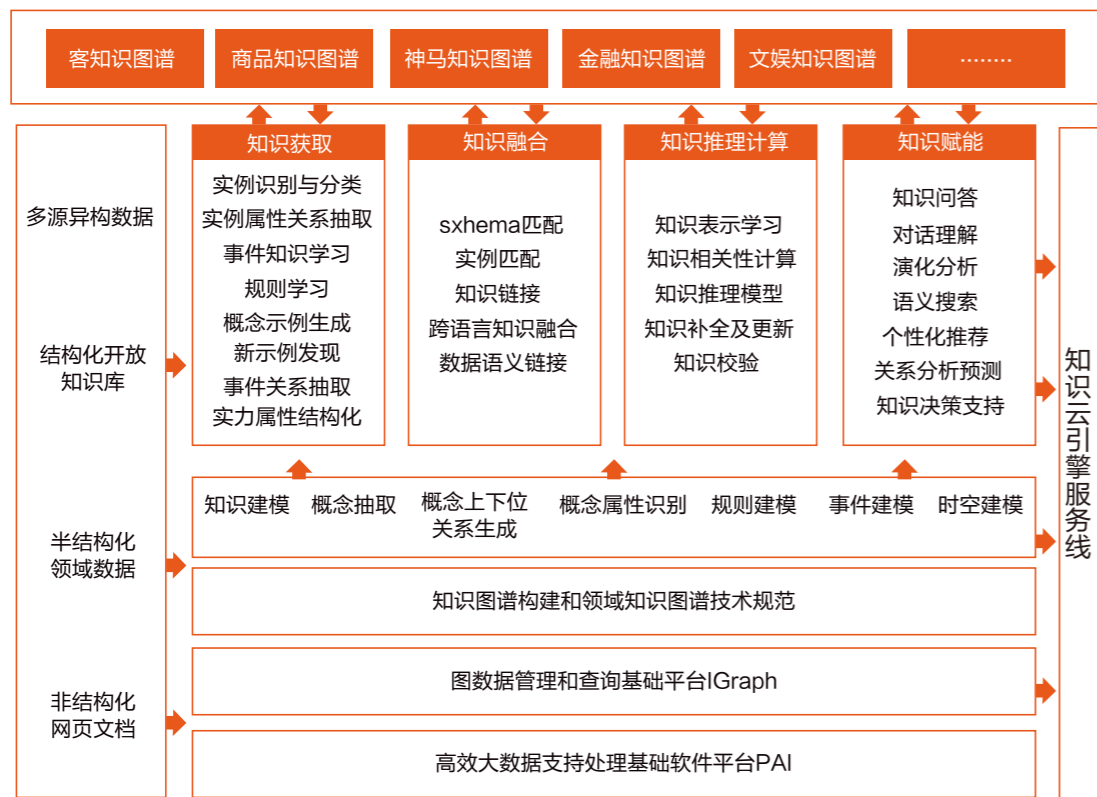 客知识图谱
商品知识图谱
神马知识图谱
金融知识图谱
文娱知识图谱
........
多源异构数据
结构化开放
知识库
半结构化
领域数据
非结构化
网页文档
知识获取
实例识别与分类
实例属性关系抽取
事件知识学习
规则学习
概念示例生成
新示例发现
事件关系抽取
实力属性结构化
知识融合
sxhema匹配
实例匹配
知识链接
跨语言知识融合
数据语义链接
知识推理计算
知识表示学习
知识相关性计算
知识推理模型
知识补全及更新
知识校验
知识赋能
知识问答
对话理解
演化分析
语义搜索
个性化推荐
关系分析预测
知识决策支持
知识建模
概念抽取
概念上下位
关系生成
概念属性识别
规则建模
事件建模
时空建模
知识图谱构建和领域知识图谱技术规范
图数据管理和查询基础平台IGraph
高效大数据支持处理基础软件平台PAI
知识云引擎服务线